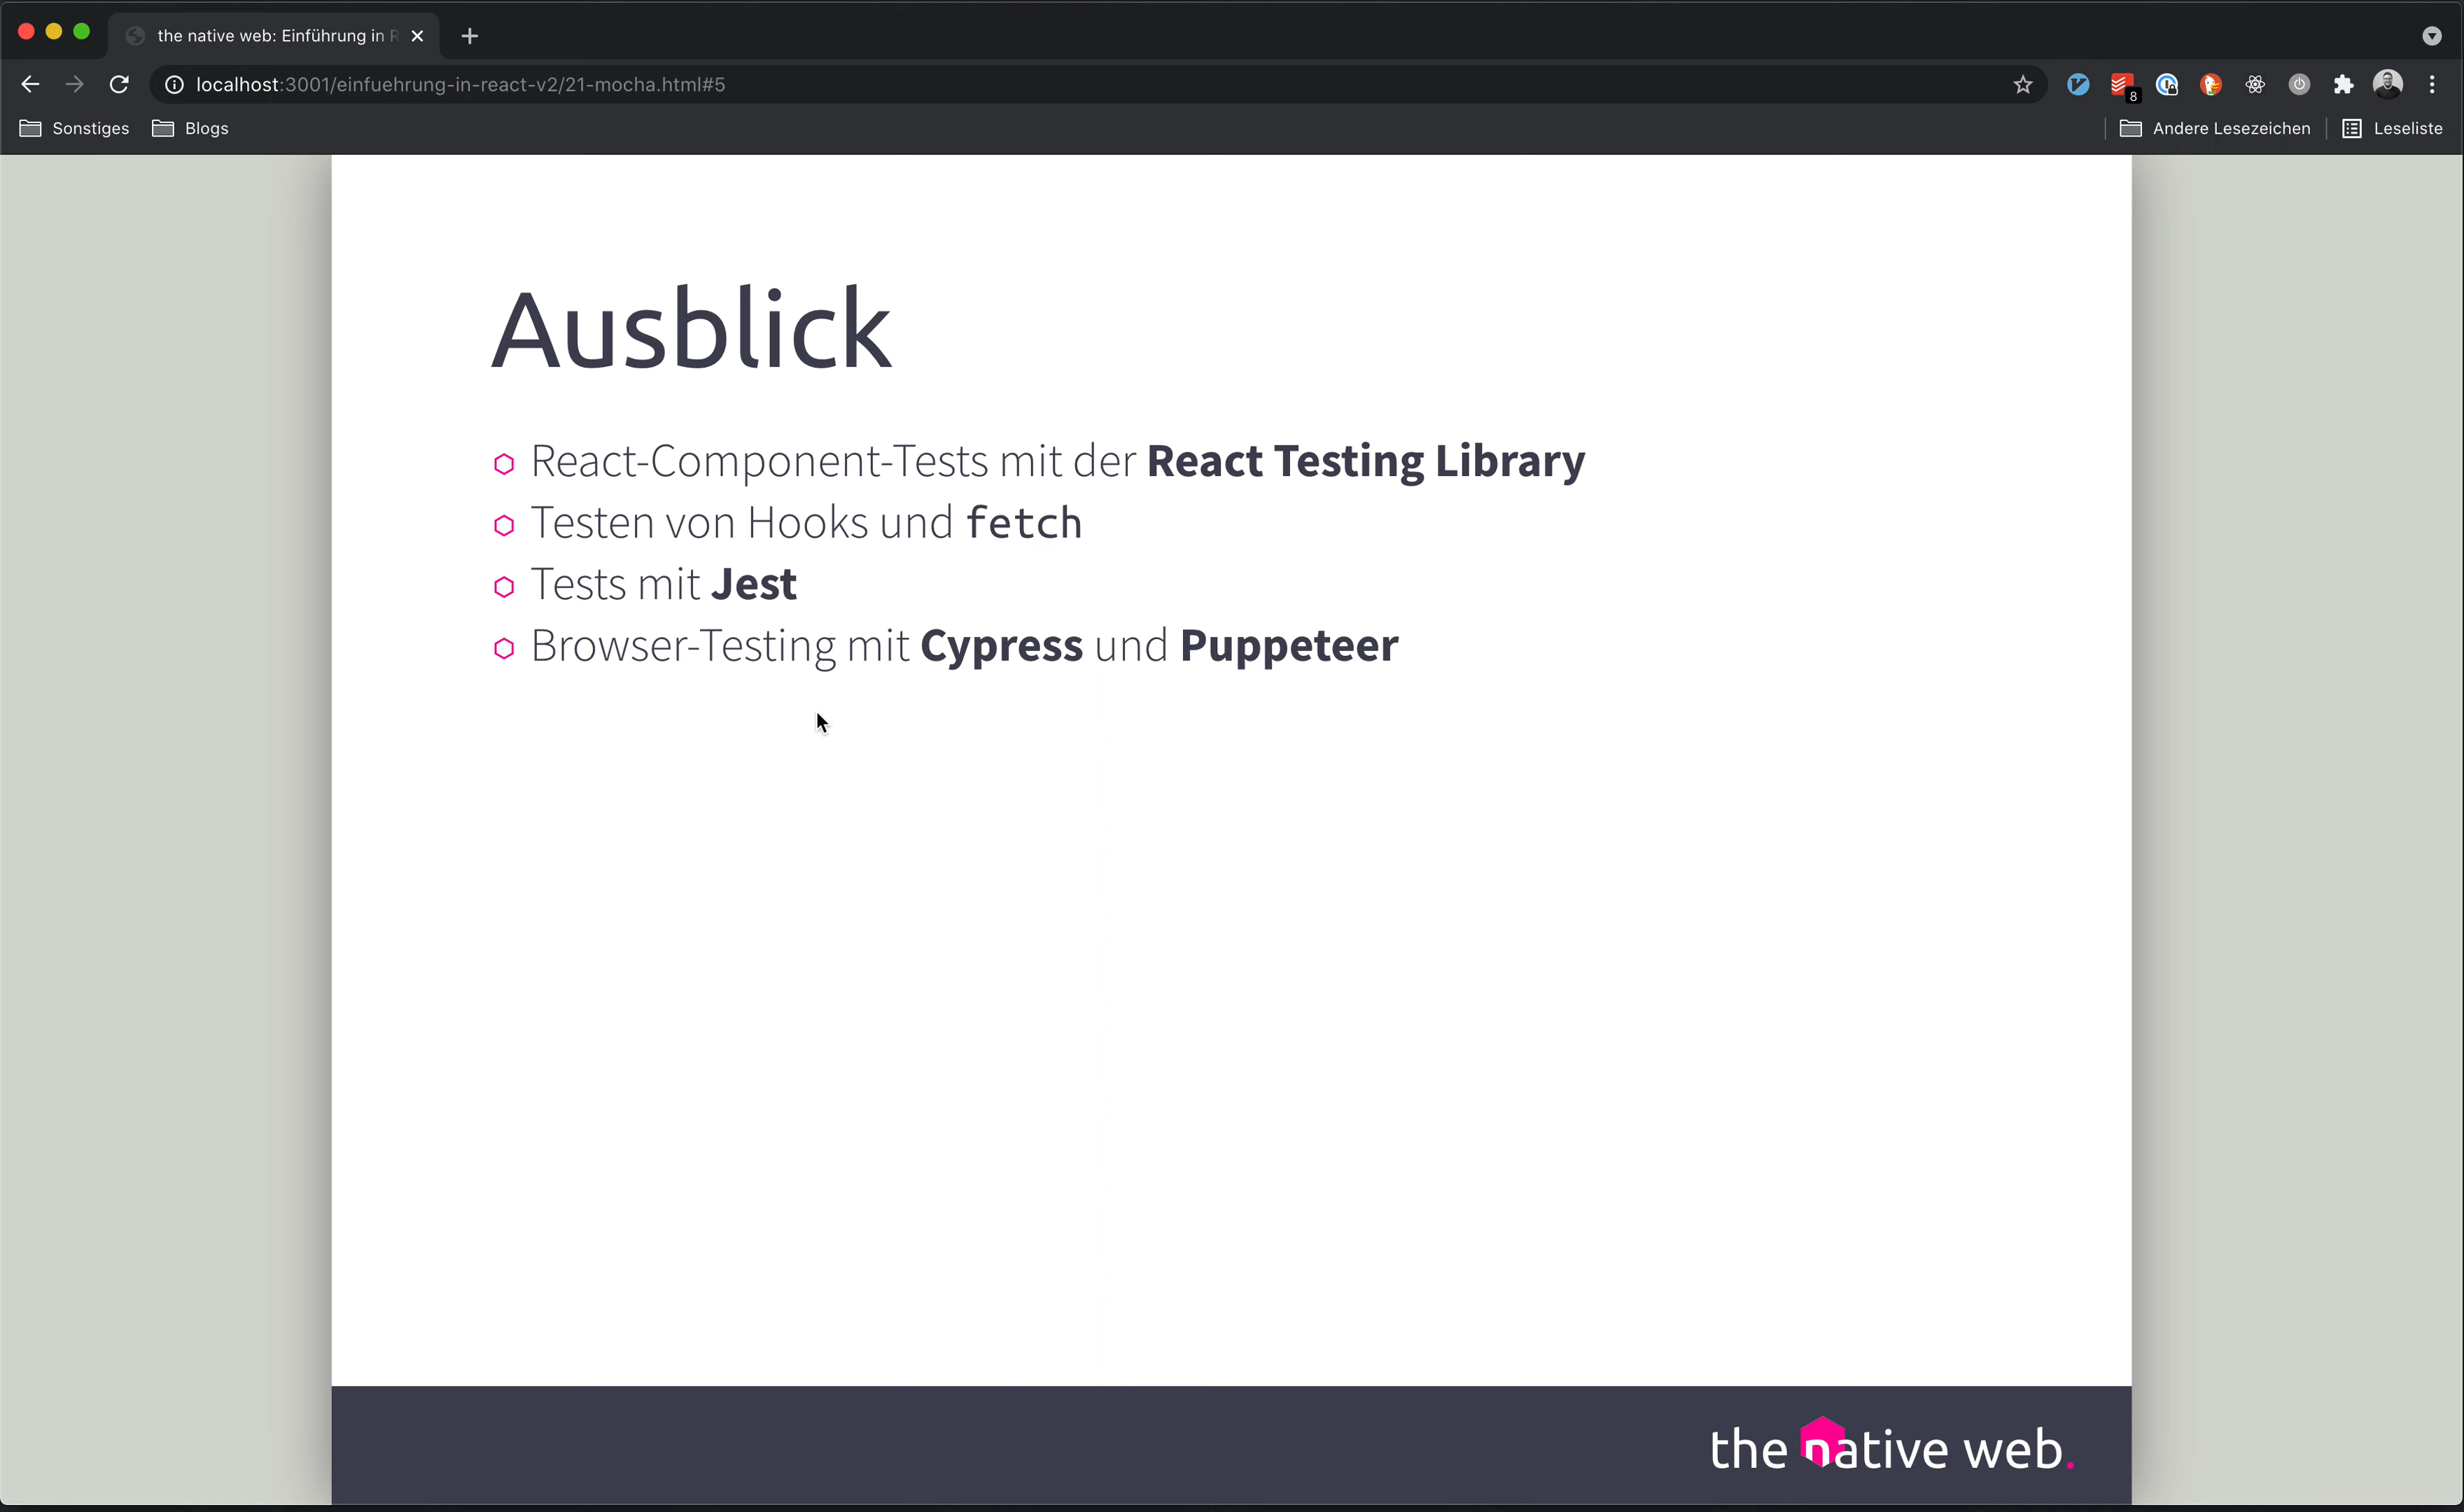 the native web: Einführung in R
localhost:3001/einfuehrung-in-react-v2/21-mocha.html#5
8
Sonstiges
Blogs
Andere Lesezeichen
Leseliste
Ausblick
React-Component-Tests mit der React Testing Library
Testen von Hooks und fetch
Tests mit Jest
Browser-Testing mit Cypress und Puppeteer
the native web.